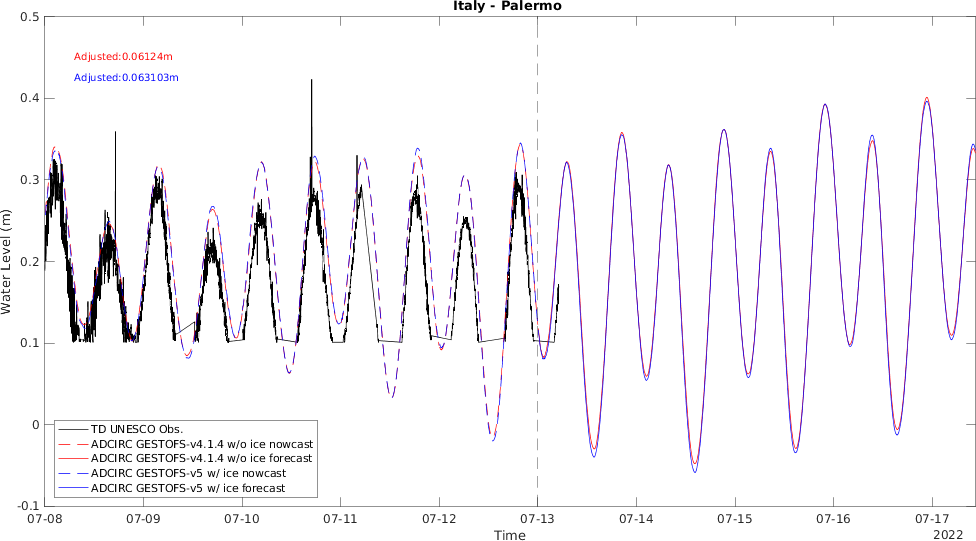 Italy - Palermo
0.5
Adjusted:0.06124m
Adjusted:0.063103m
0.4
0.3
0.2
0.1
0
-0.1
Water Level (m)
TD UNESCO Obs.
ADCIRC GESTOFS-v4.1.4 w/o ice nowcast
ADCIRC GESTOFS-v4.1.4 w/o ice forecast
ADCIRC GESTOFS-v5 w/ ice nowcast
ADCIRC GESTOFS-v5 w/ ice forecast
07-08 07-09 07-10 07-11 07-12 07-13 07-14 07-15 07-16 07-17
Time
2022